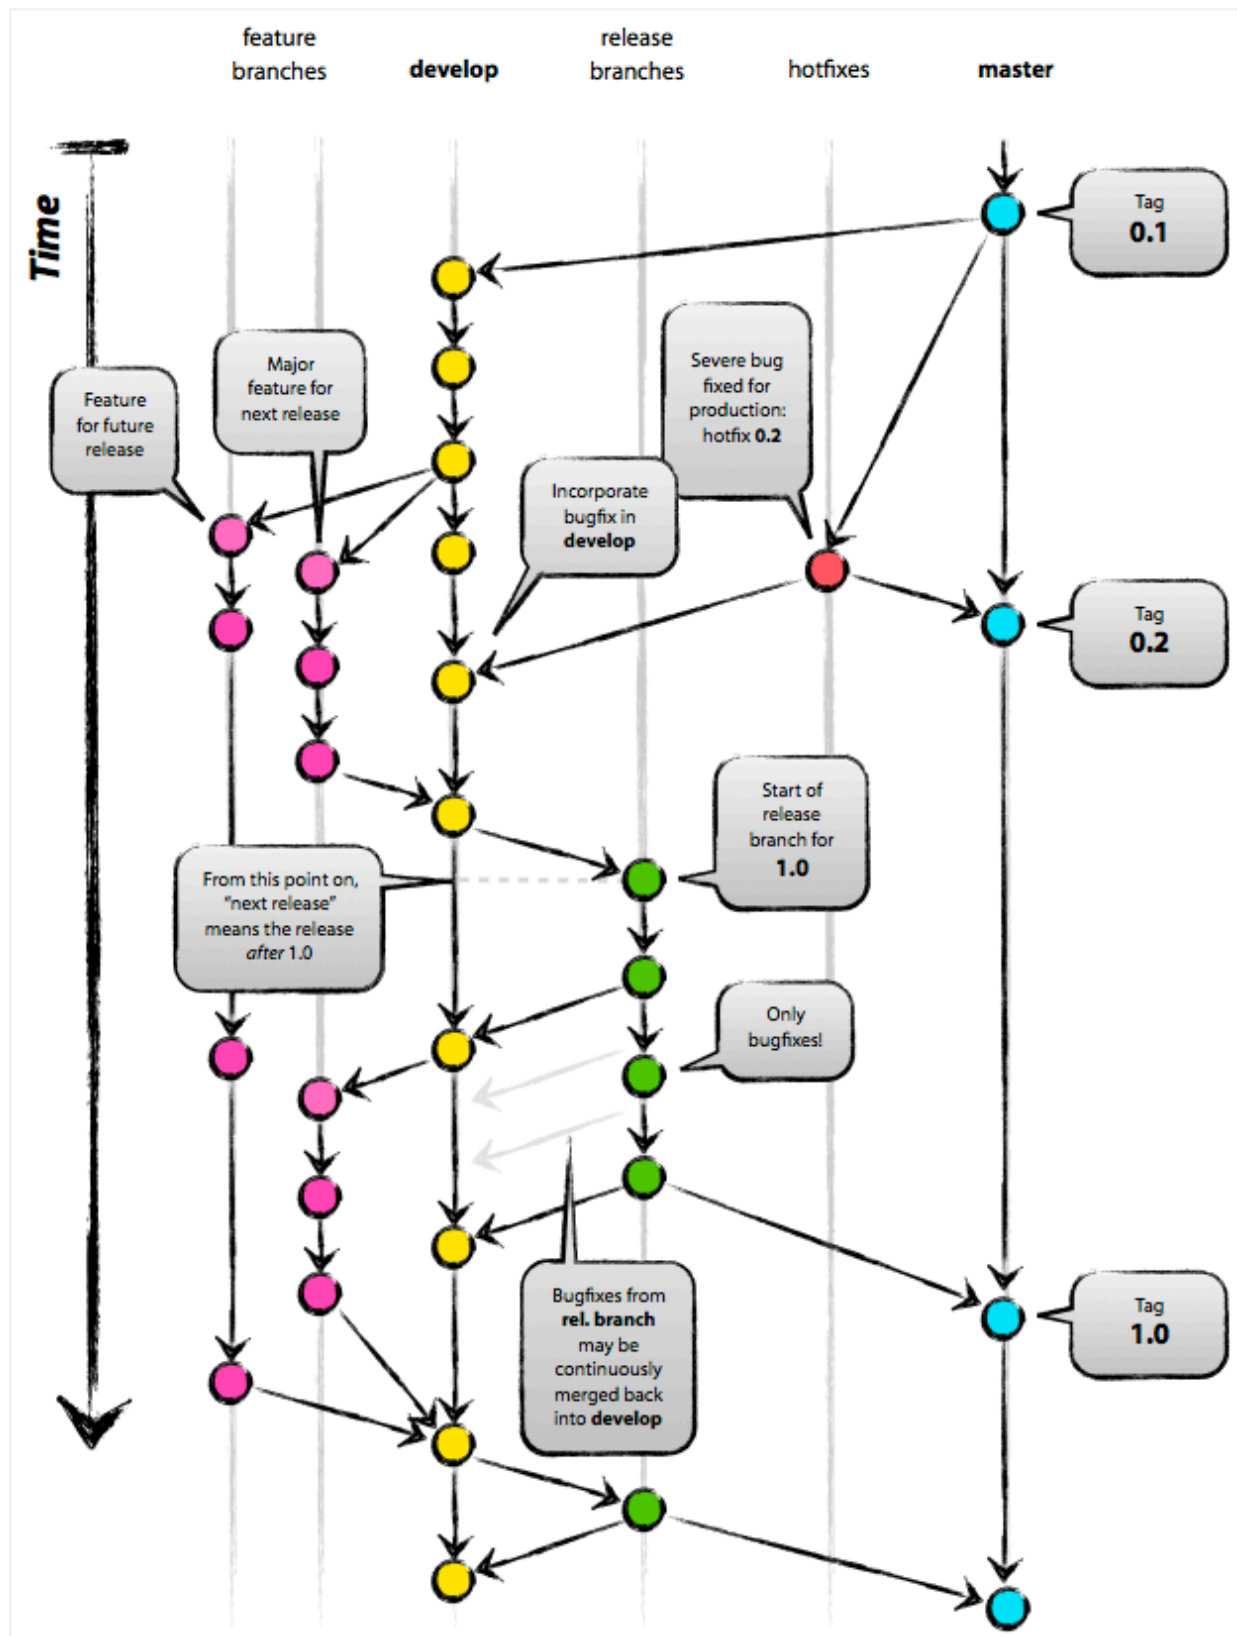 feature
branches
develop
release
branches
hotfixes
master
Time
Tag
0.1
Major
feature for
next release
Feature
for future
release
Severe bug
fixed for
production:
hotfix 0.2
Incorporate
bugfix in
develop
Tag
0.2
Start of
release
branch for
1.0
From this point on,
“next release”
means the release
after 1.0
Only
bugfixes!
Bugfixes from
rel. branch
may be
continuously
merged back
into develop
Tag
1.0